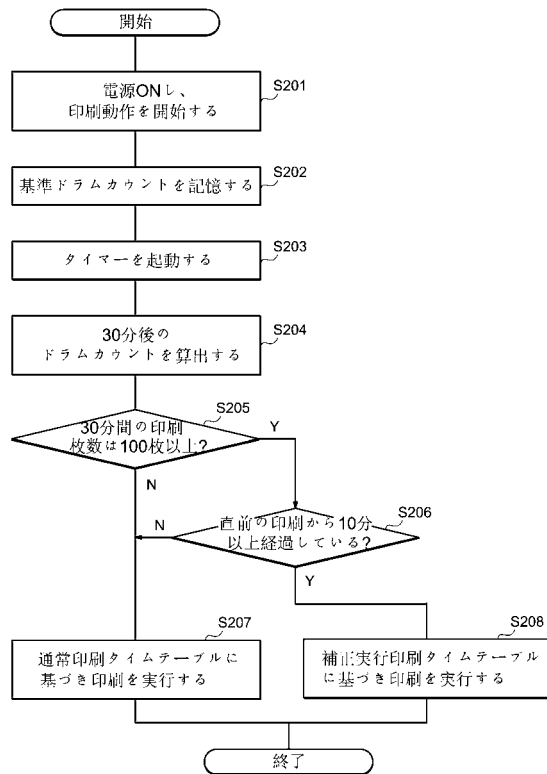 開始
S201
電源ONし、
印刷動作を開始する
S202
基準ドラムカウントを記憶する
S203
タイマーを起動する
S204
30分後の
ドラムカウントを算出する
S205
30分間の印刷
枚数は100枚以上?
Y
N
S206
直前の印刷から10分
以上経過している?
N
Y
S207
通常印刷タイムテーブルに
基づき印刷を実行する
S208
補正実行印刷タイムテーブル
に基づき印刷を実行する
終了